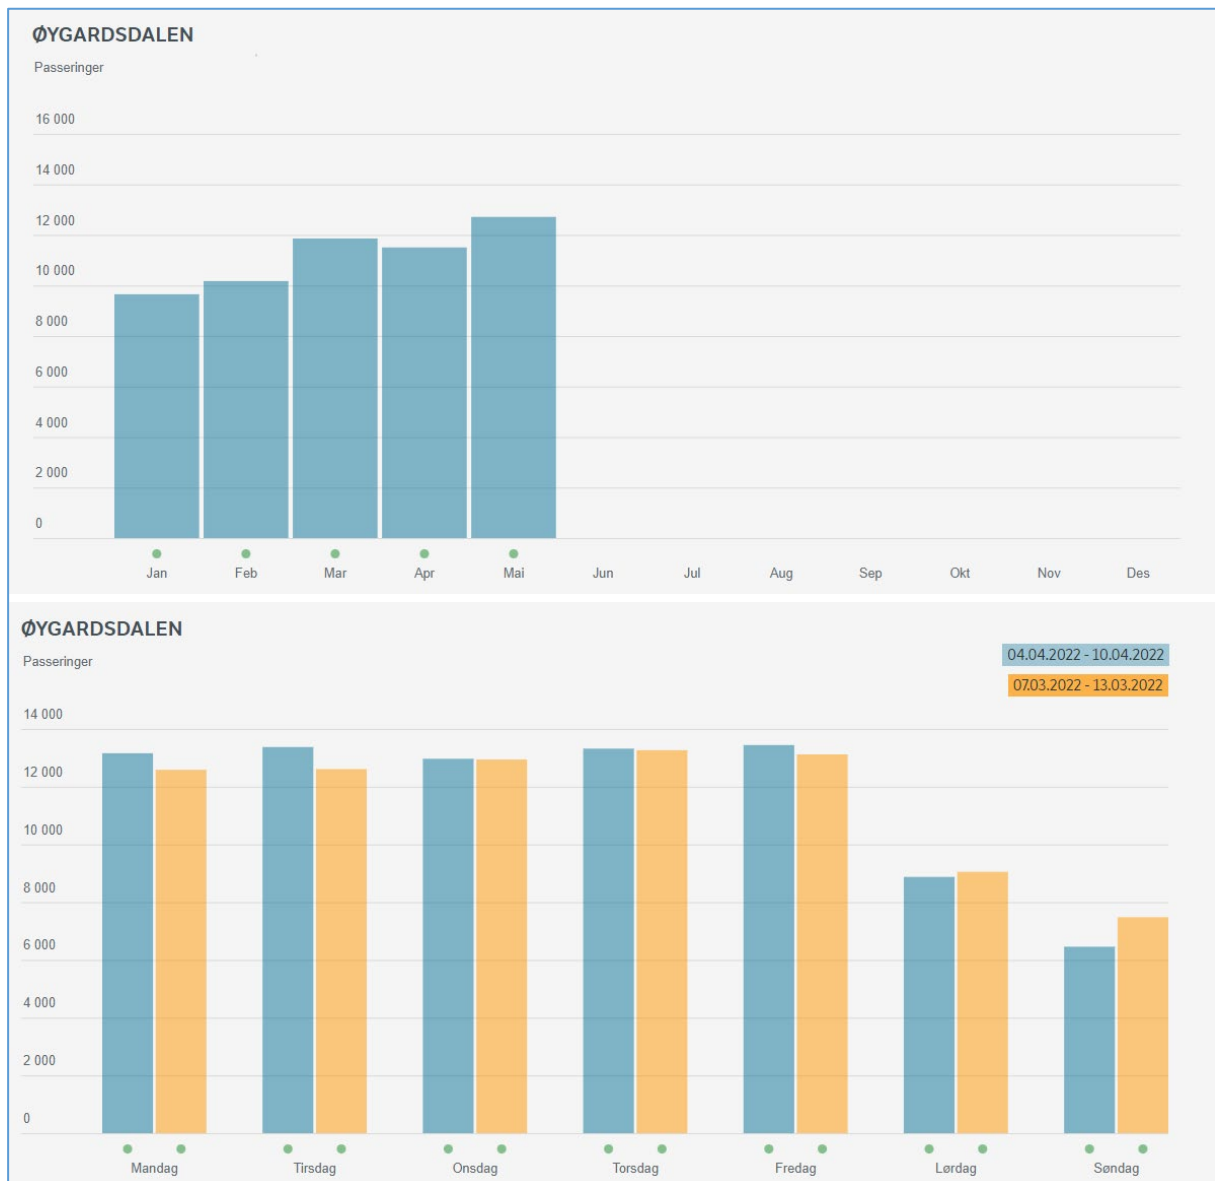 ØYGARDSDALEN
Passeringer
16 000
14 000
12 000
10 000
8 000
6 000
4 000
2 000
0
Jan Feb Mar Apr Mai Jun Jul Aug Sep Okt Nov Des
ØYGARDSDALEN
Passeringer
04.04.2022 - 10.04.2022
07.03.2022 - 13.03.2022
14 000
12 000
10 000
8 000
6 000
4 000
2 000
0
Mandag Tirsdag Onsdag Torsdag Fredag Lørdag Søndag